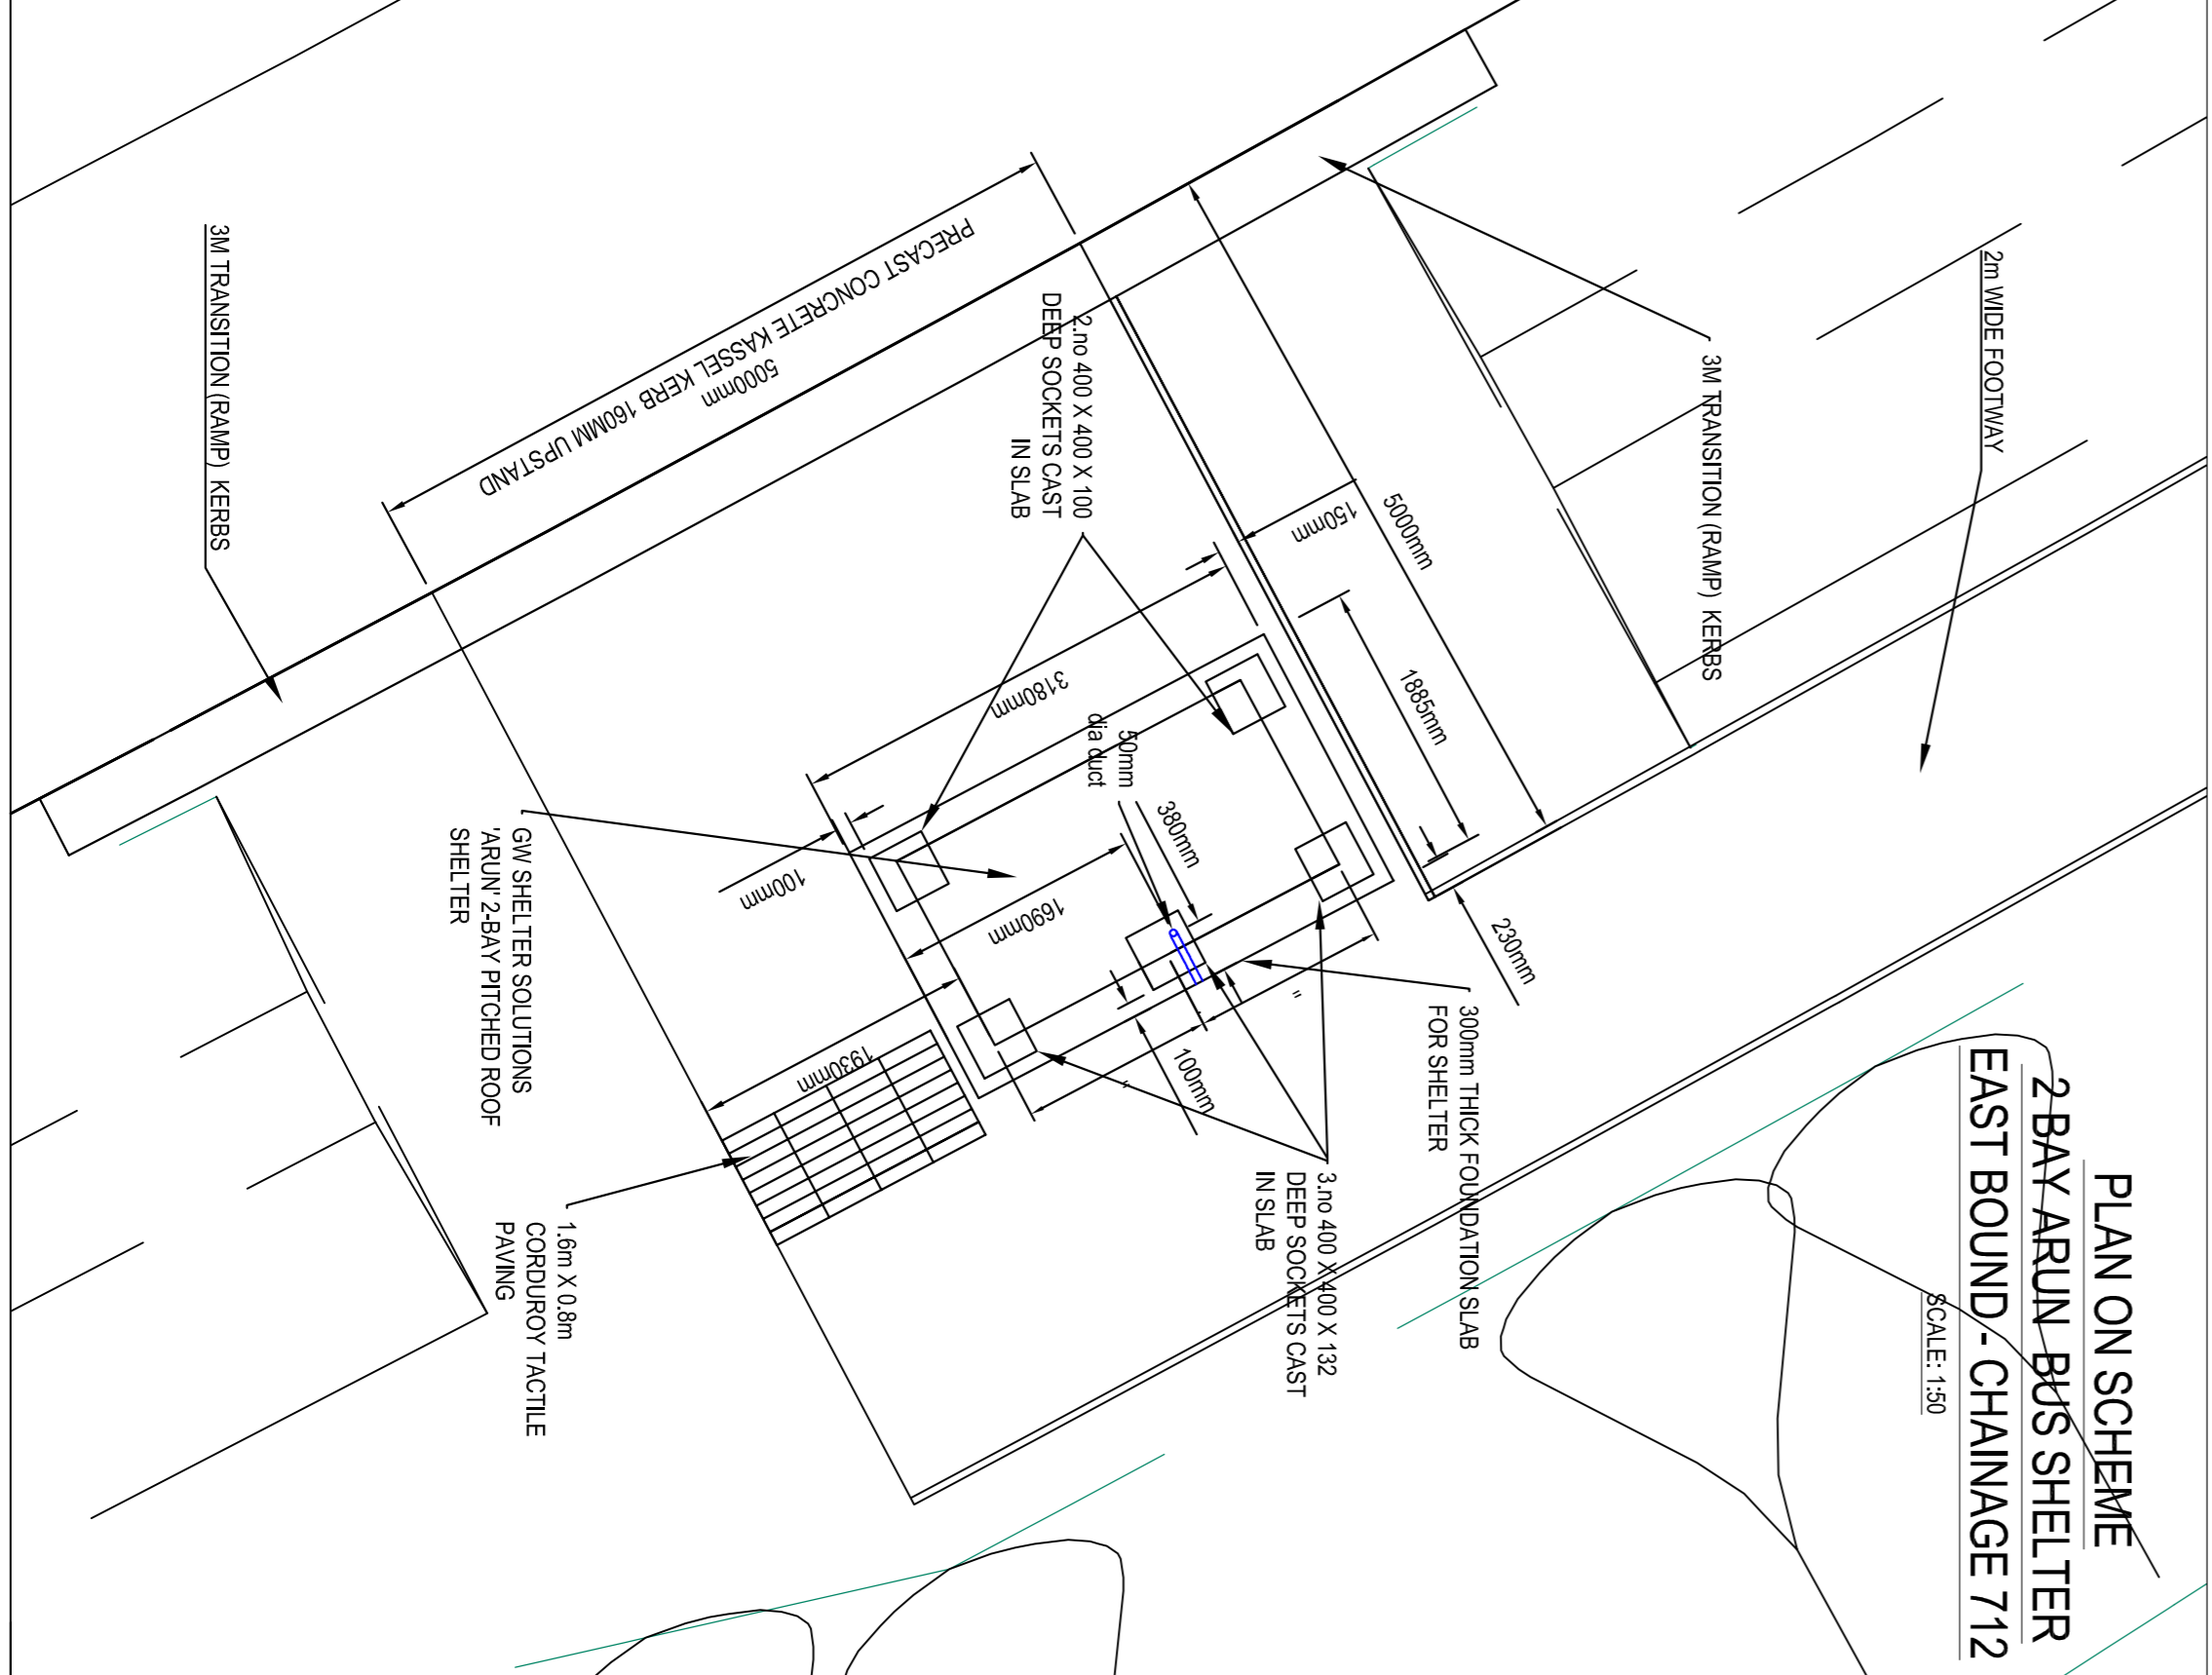 PLAN ON SCHEME
2 BAY ARUN BUS SHELTER
EAST BOUND - CHAINAGE 712
SCALE: 1:50
2m WIDE FOOTWAY
3M TRANSITION (RAMP) KERBS
5000mm
1885mm
150mm
230mm
PRECAST CONCRETE KASSEL KERB 160MM UPSTAND
5000mm
2.no 400 X 400 X 100
DEEP SOCKETS CAST
IN SLAB
3180mm
50mm
dia duct
380mm
1690mm
100mm
"
"
100mm
1930mm
300mm THICK FOUNDATION SLAB
FOR SHELTER
3.no 400 X 400 X 132
DEEP SOCKETS CAST
IN SLAB
GW SHELTER SOLUTIONS
'ARUN' 2-BAY PITCHED ROOF
SHELTER
1.6m X 0.8m
CORDUROY TACTILE
PAVING
3M TRANSITION (RAMP) KERBS